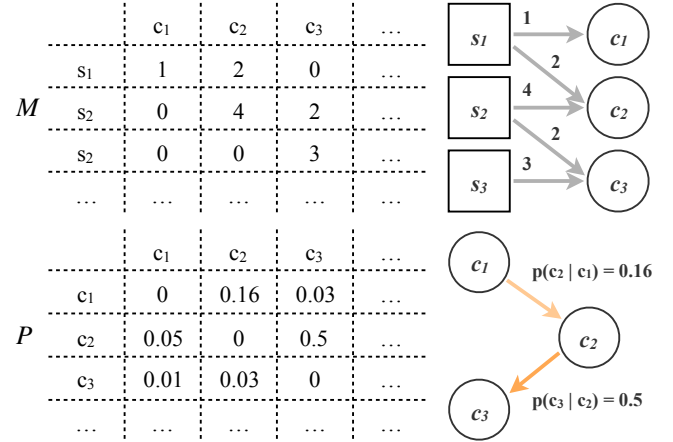 c₁ c₂ c₃ ...
s₁ 1 2 0 ...
M s₂ 0 4 2 ...
s₂ 0 0 3 ...
... ... ... ... ...
s₁ 1 c₁
2
s₂ 4 c₂
2
s₃ 3 c₃
c₁ c₂ c₃ ...
c₁ 0 0.16 0.03 ...
P c₂ 0.05 0 0.5 ...
c₃ 0.01 0.03 0 ...
... ... ... ... ...
c₁
p(c₂ | c₁) = 0.16
c₂
p(c₃ | c₂) = 0.5
c₃